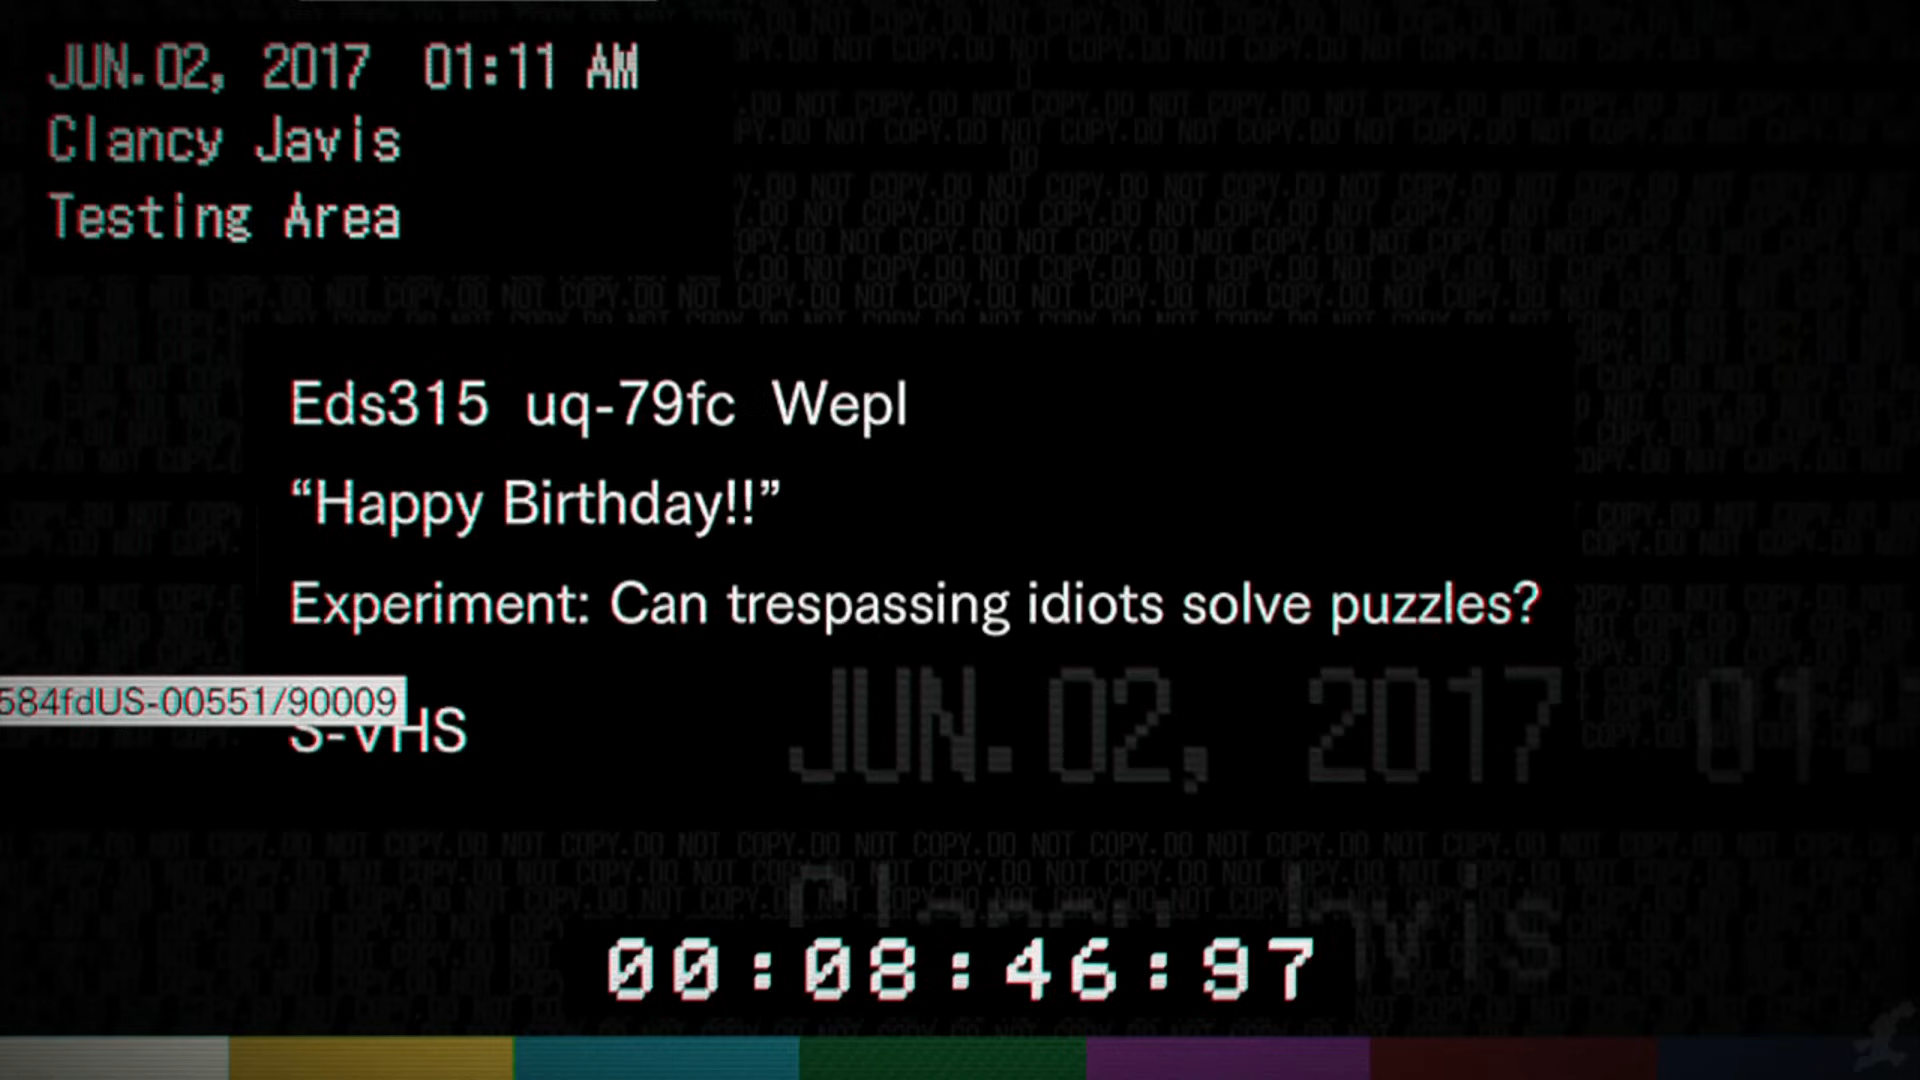 JUN.02, 2017 01:11 AM
Clancy Javis
Testing Area
Eds315 uq-79fc Wepl
“Happy Birthday!!”
Experiment: Can trespassing idiots solve puzzles?
584fdUS-00551/90009
S-VHS
JUN.02, 2017 01:
00:08:46:97